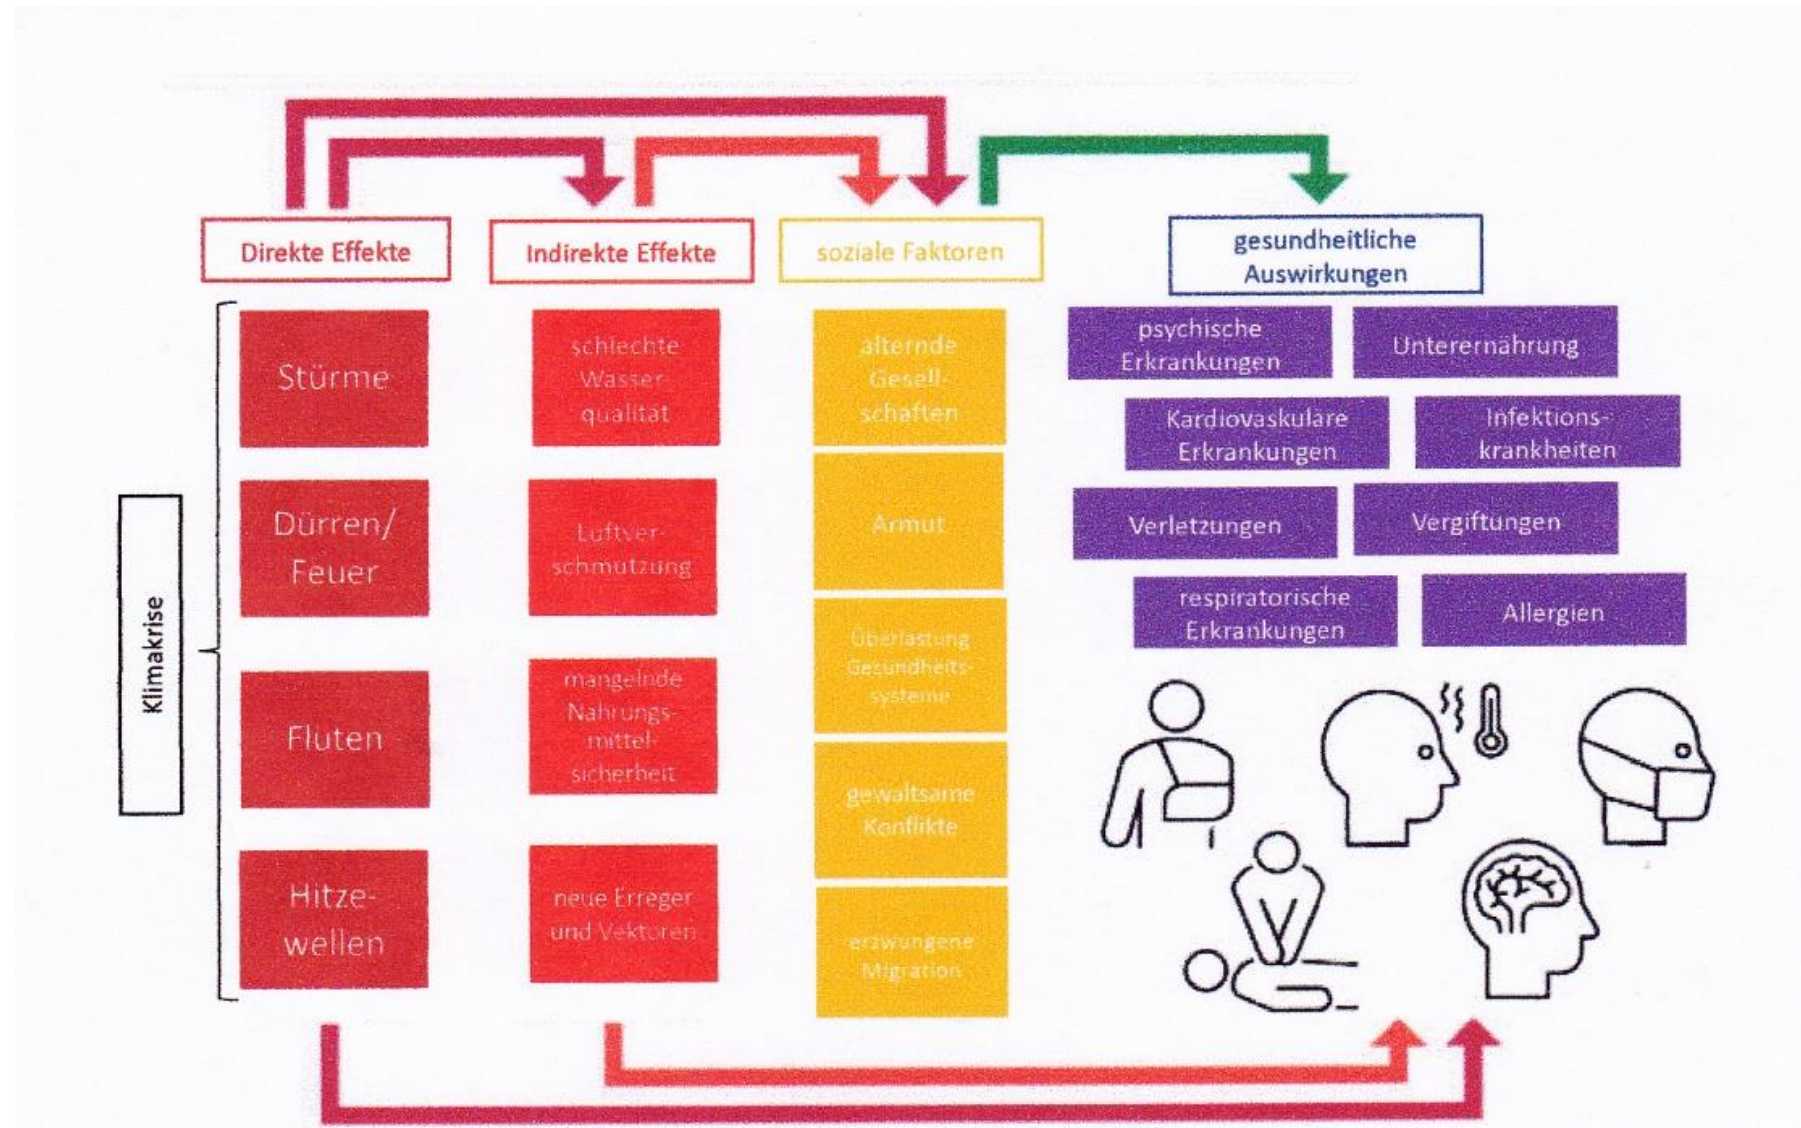 Direkte Effekte
Indirekte Effekte
soziale Faktoren
gesundheitliche
Auswirkungen
Klimakrise
Stürme
Dürren/
Feuer
Fluten
Hitze-
wellen
schlechte
Wasser-
qualität
Luftver-
schmutzung
mangelnde
Nahrungs-
mittel-
sicherheit
neue Erreger
und Vektoren
alternde
Gesell-
schaften
Armut
Überlastung
Gesundheits-
systeme
gewaltsame
Konflikte
erzwungene
Migration
psychische
Erkrankungen
Unterernährung
Kardiovaskuläre
Erkrankungen
Infektions-
krankheiten
Verletzungen
Vergiftungen
respiratorische
Erkrankungen
Allergien